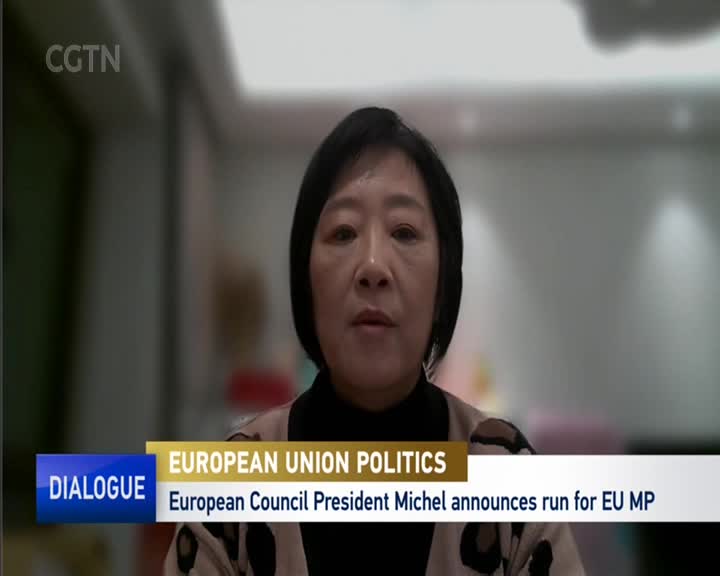 CGTN
EUROPEAN UNION POLITICS
DIALOGUE
European Council President Michel announces run for EU MP